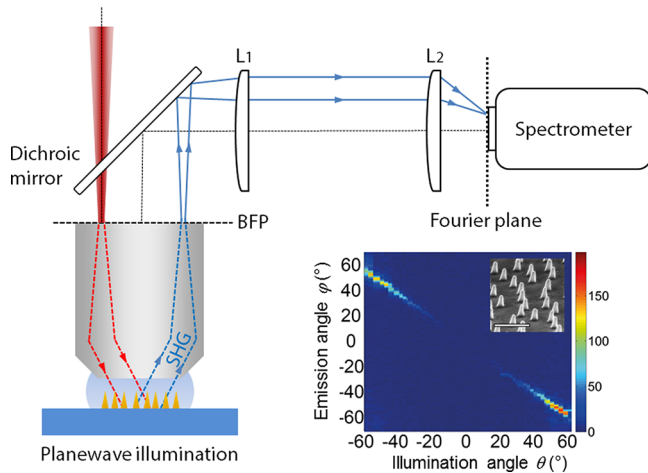 L1
L2
Dichroic
mirror
Spectrometer
BFP
Fourier plane
SHG
Planewave illumination
Emission angle φ(°)
60
40
20
0
-20
-40
-60
-60 -40 -20 0 20 40 60
Illumination angle θ(°)
150
100
50
0